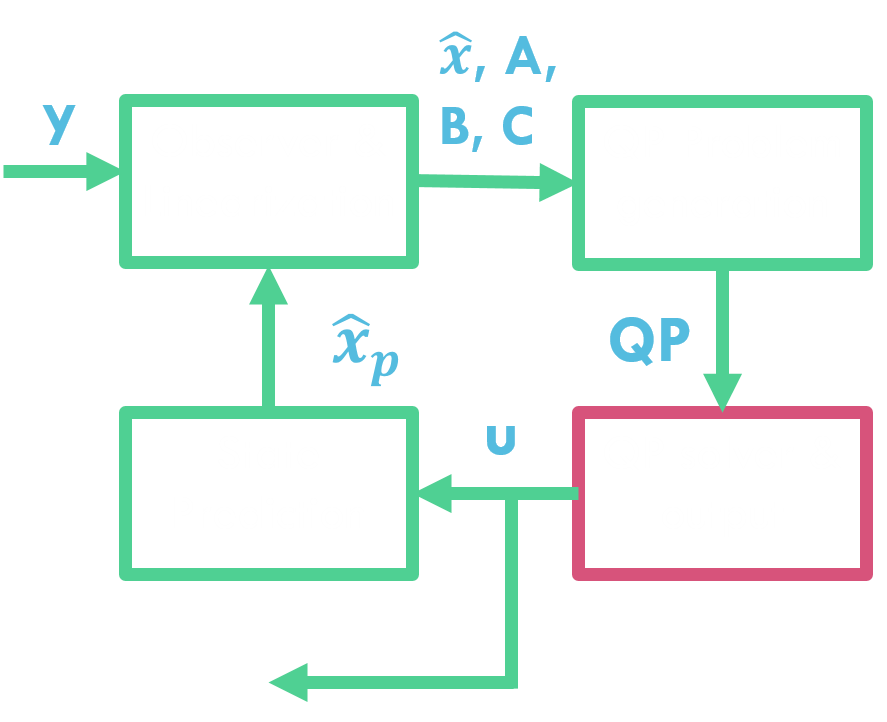 x̂, A,
y
B, C
x̂ₚ
QP
u